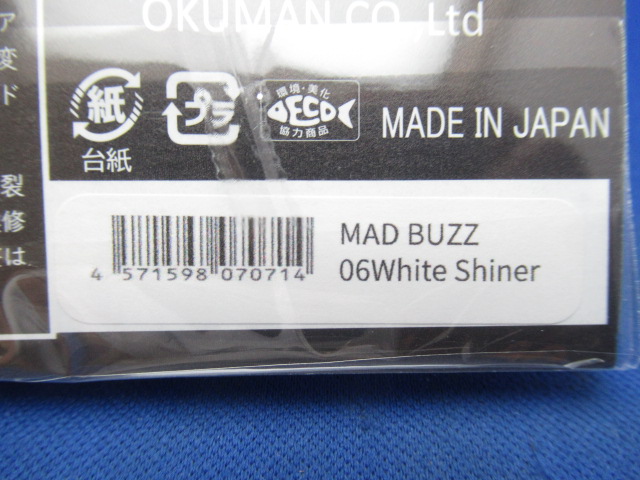 OKUMAN CO.,Ltd
ア
変
ド
紙
プラ
環境・美化
ECO
協力商品
台紙
MADE IN JAPAN
裂
修
は
MAD BUZZ
06White Shiner
4 571598 070714